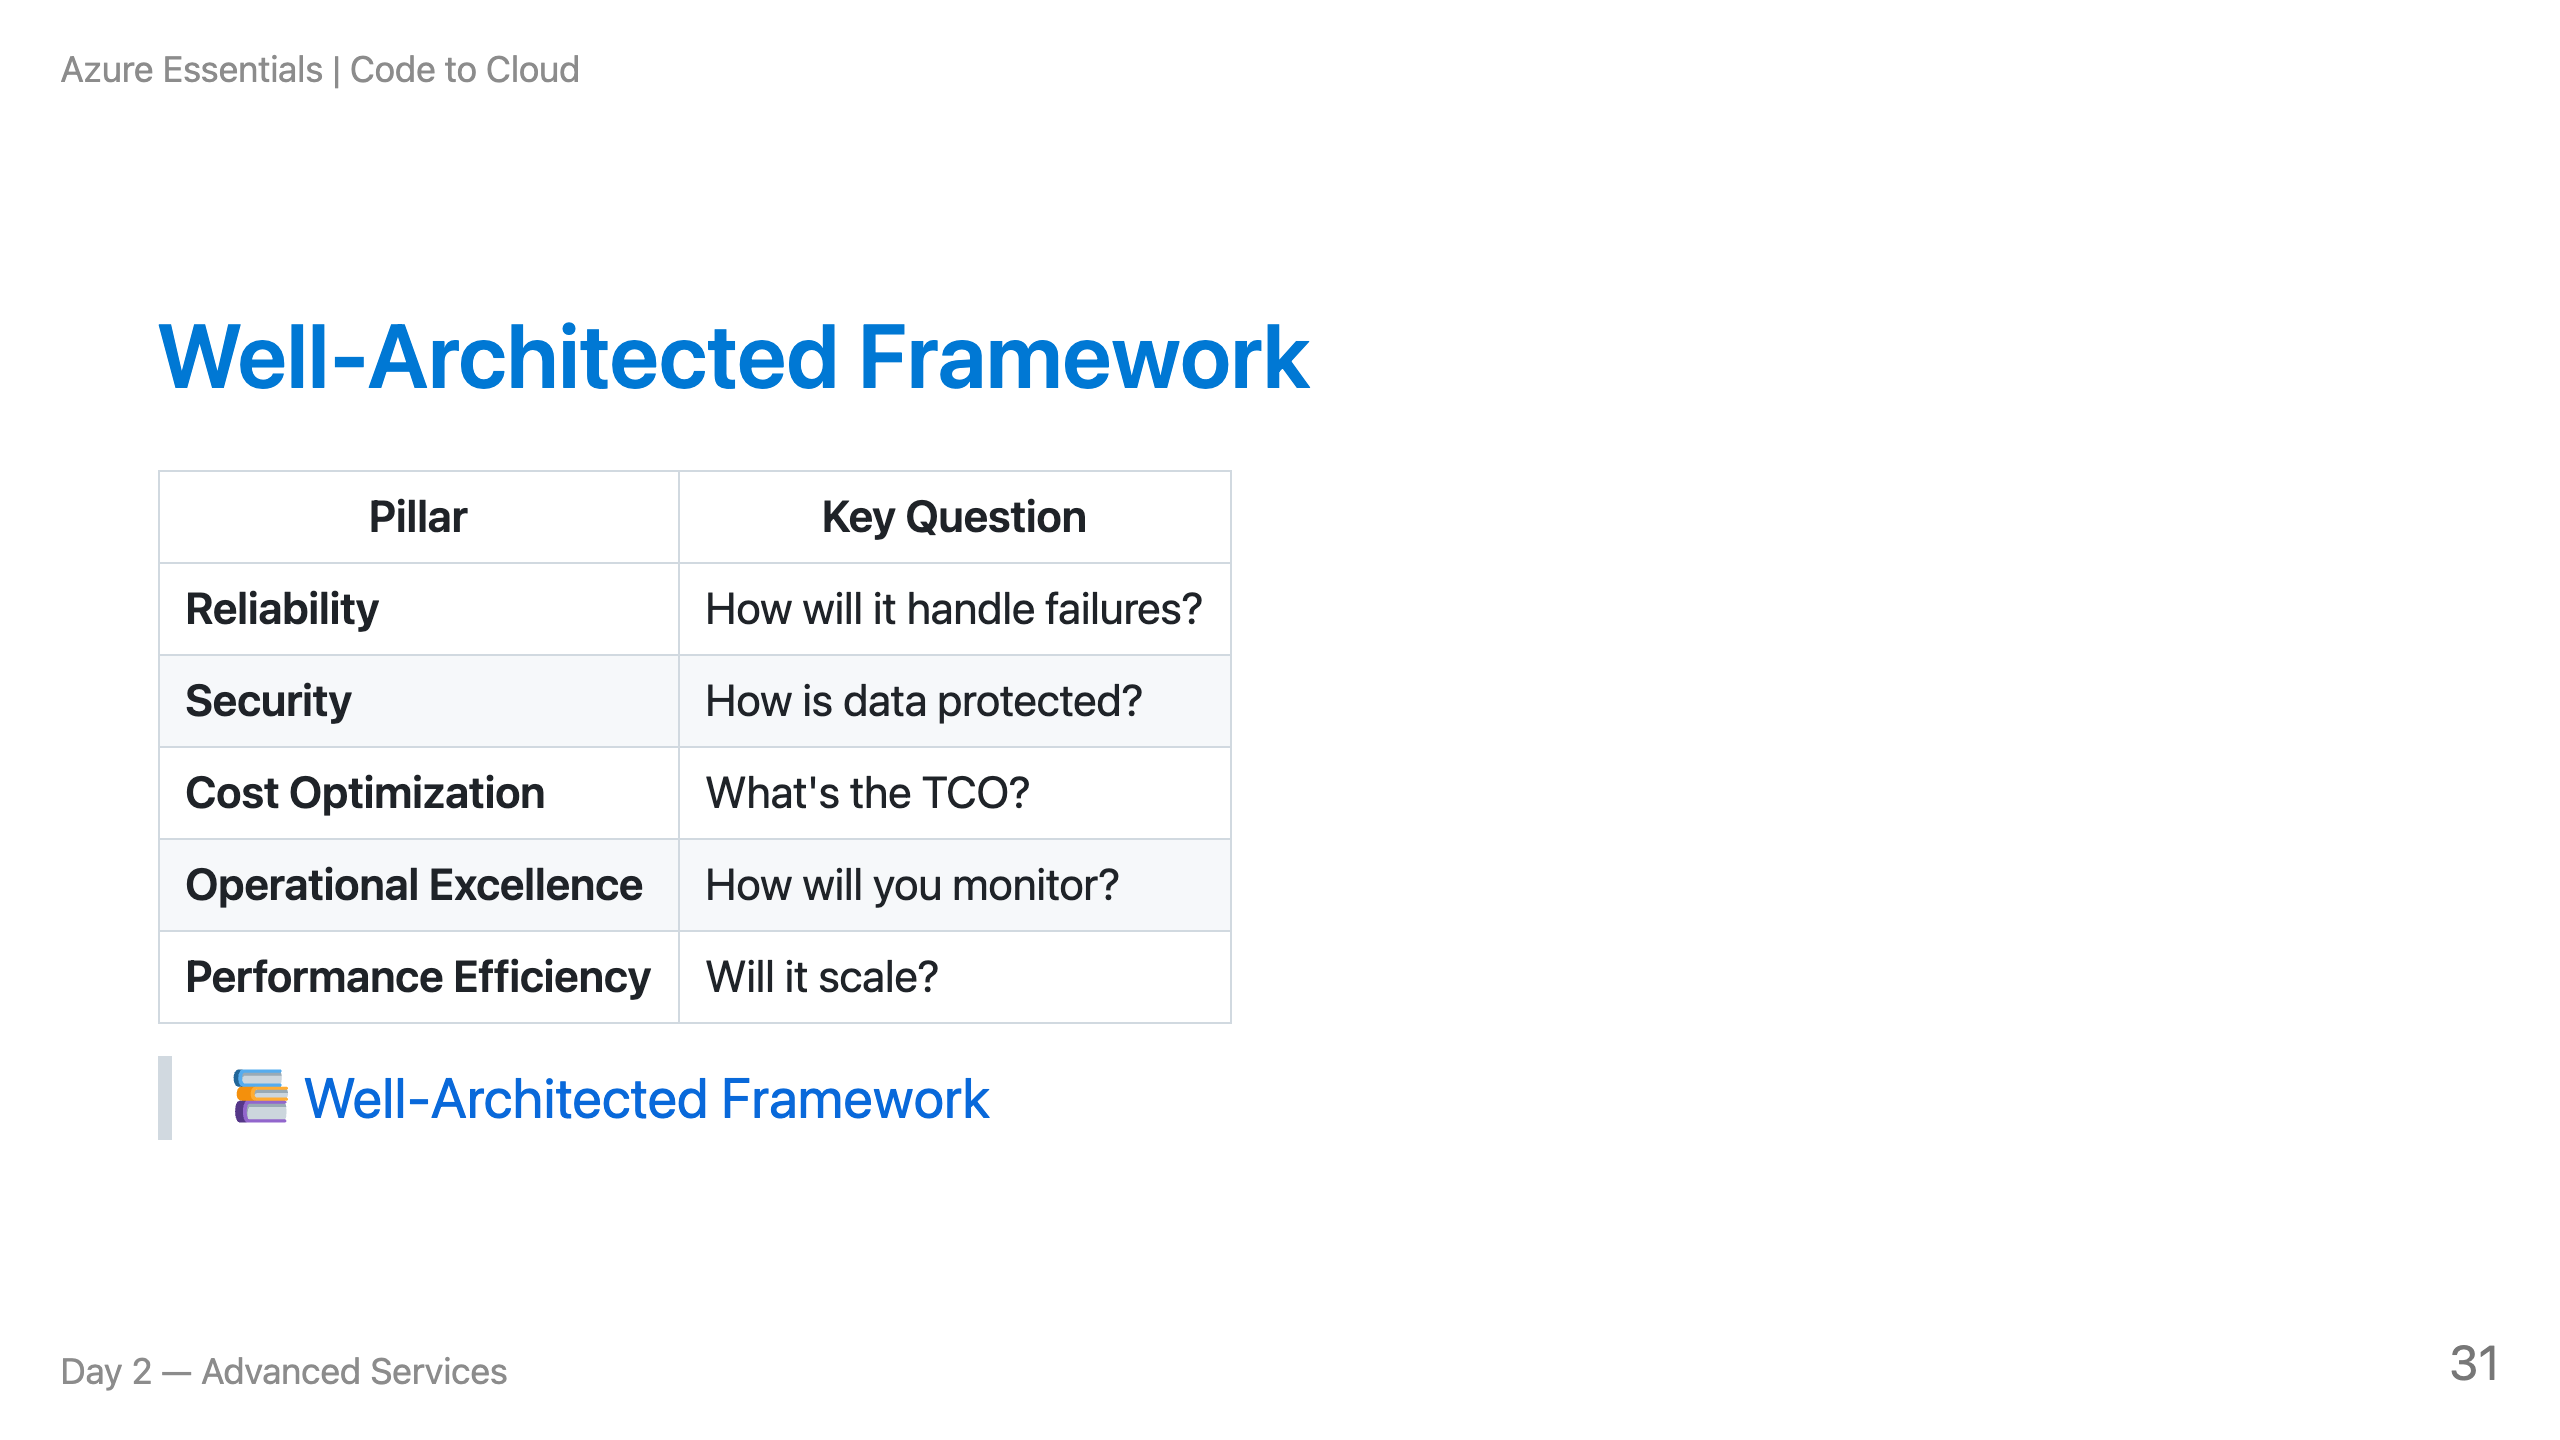 Azure Essentials | Code to Cloud
Well-Architected Framework
Pillar Key Question
Reliability How will it handle failures?
Security How is data protected?
Cost Optimization What's the TCO?
Operational Excellence How will you monitor?
Performance Efficiency Will it scale?
📚 Well-Architected Framework
Day 2 — Advanced Services
31